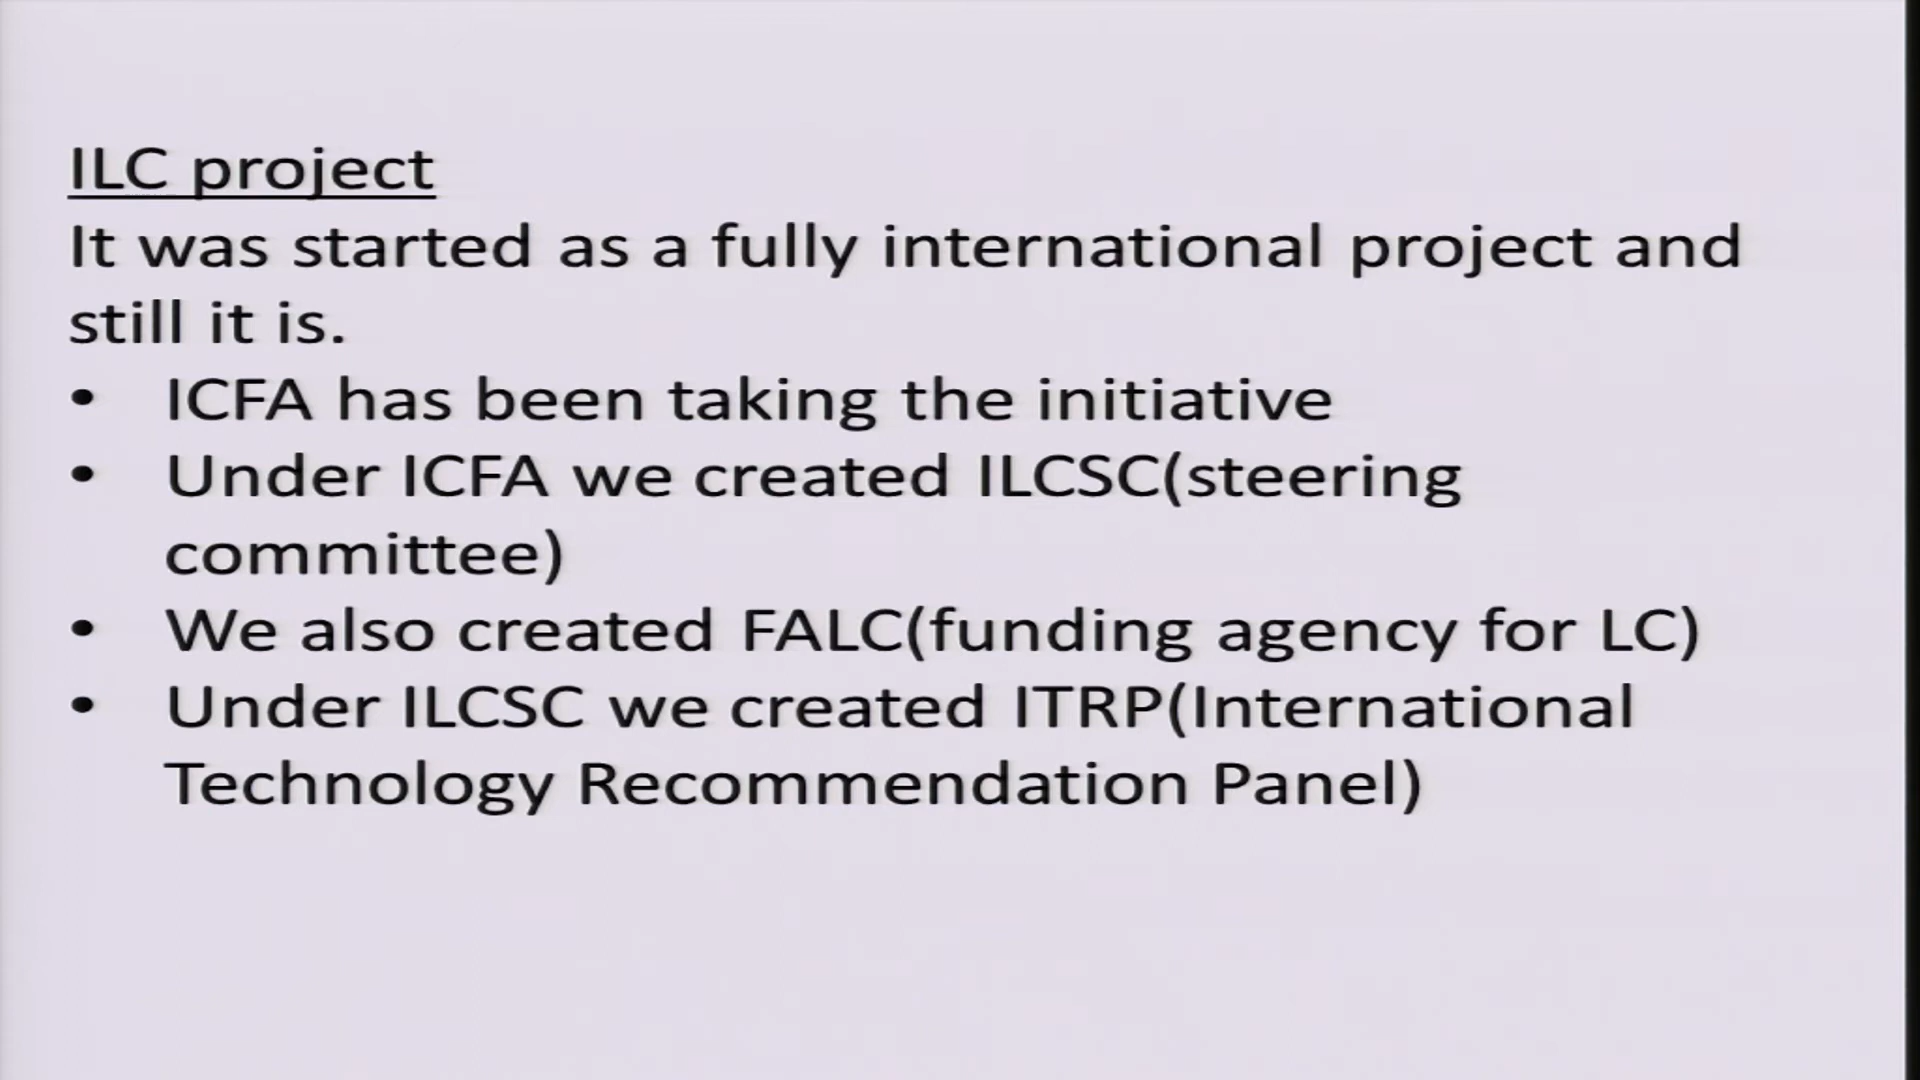 ILC project
It was started as a fully international project and
still it is.
• ICFA has been taking the initiative
• Under ICFA we created ILCSC(steering
committee)
• We also created FALC(funding agency for LC)
• Under ILCSC we created ITRP(International
Technology Recommendation Panel)